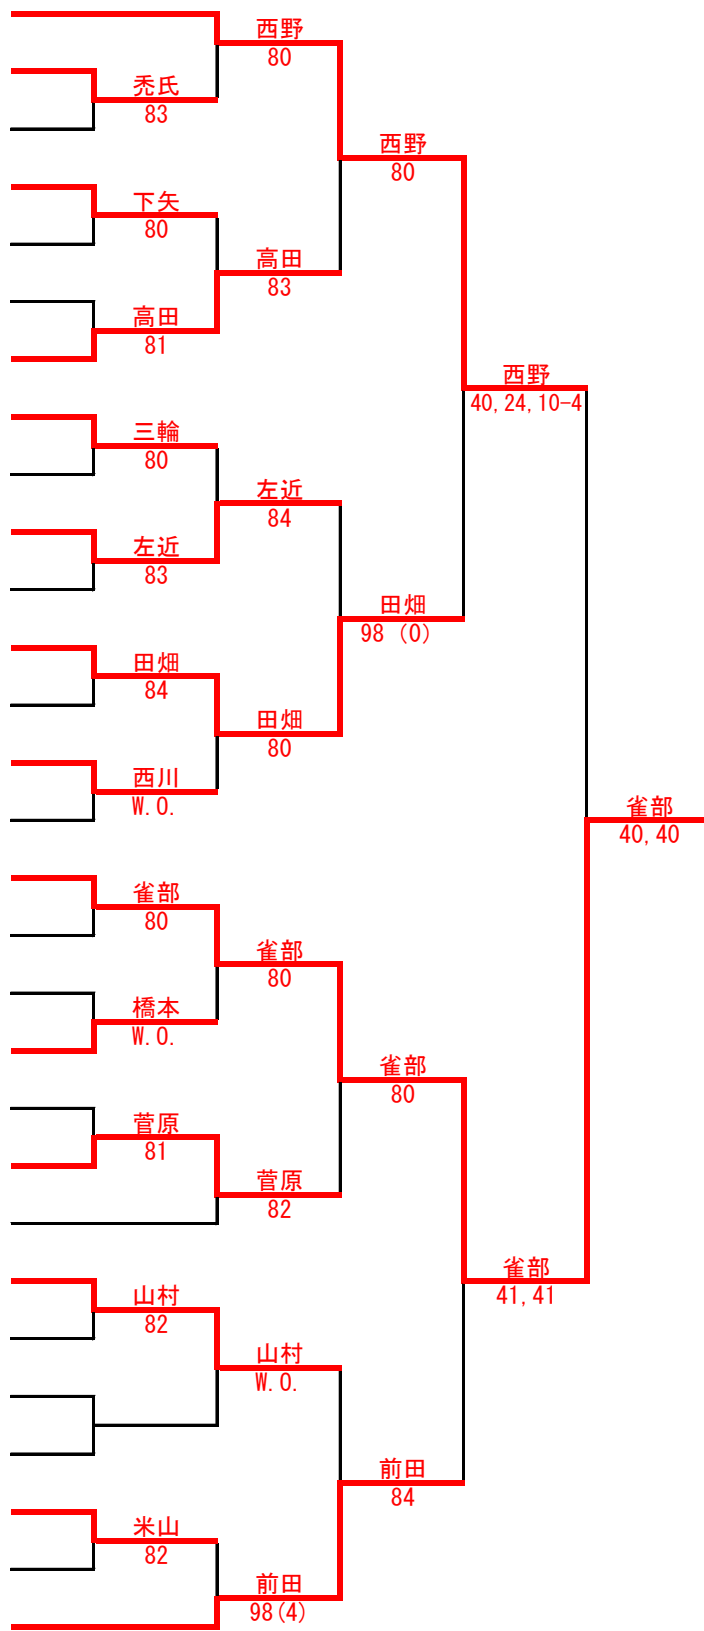 西野
80
禿氏
83
西野
80
下矢
80
高田
83
高田
81
西野
40,24,10-4
三輪
80
左近
84
左近
83
田畑
98 (0)
田畑
84
田畑
80
西川
W.O.
雀部
40,40
雀部
80
雀部
80
橋本
W.O.
雀部
80
菅原
81
菅原
82
雀部
41,41
山村
82
山村
W.O.
前田
84
米山
82
前田
98(4)